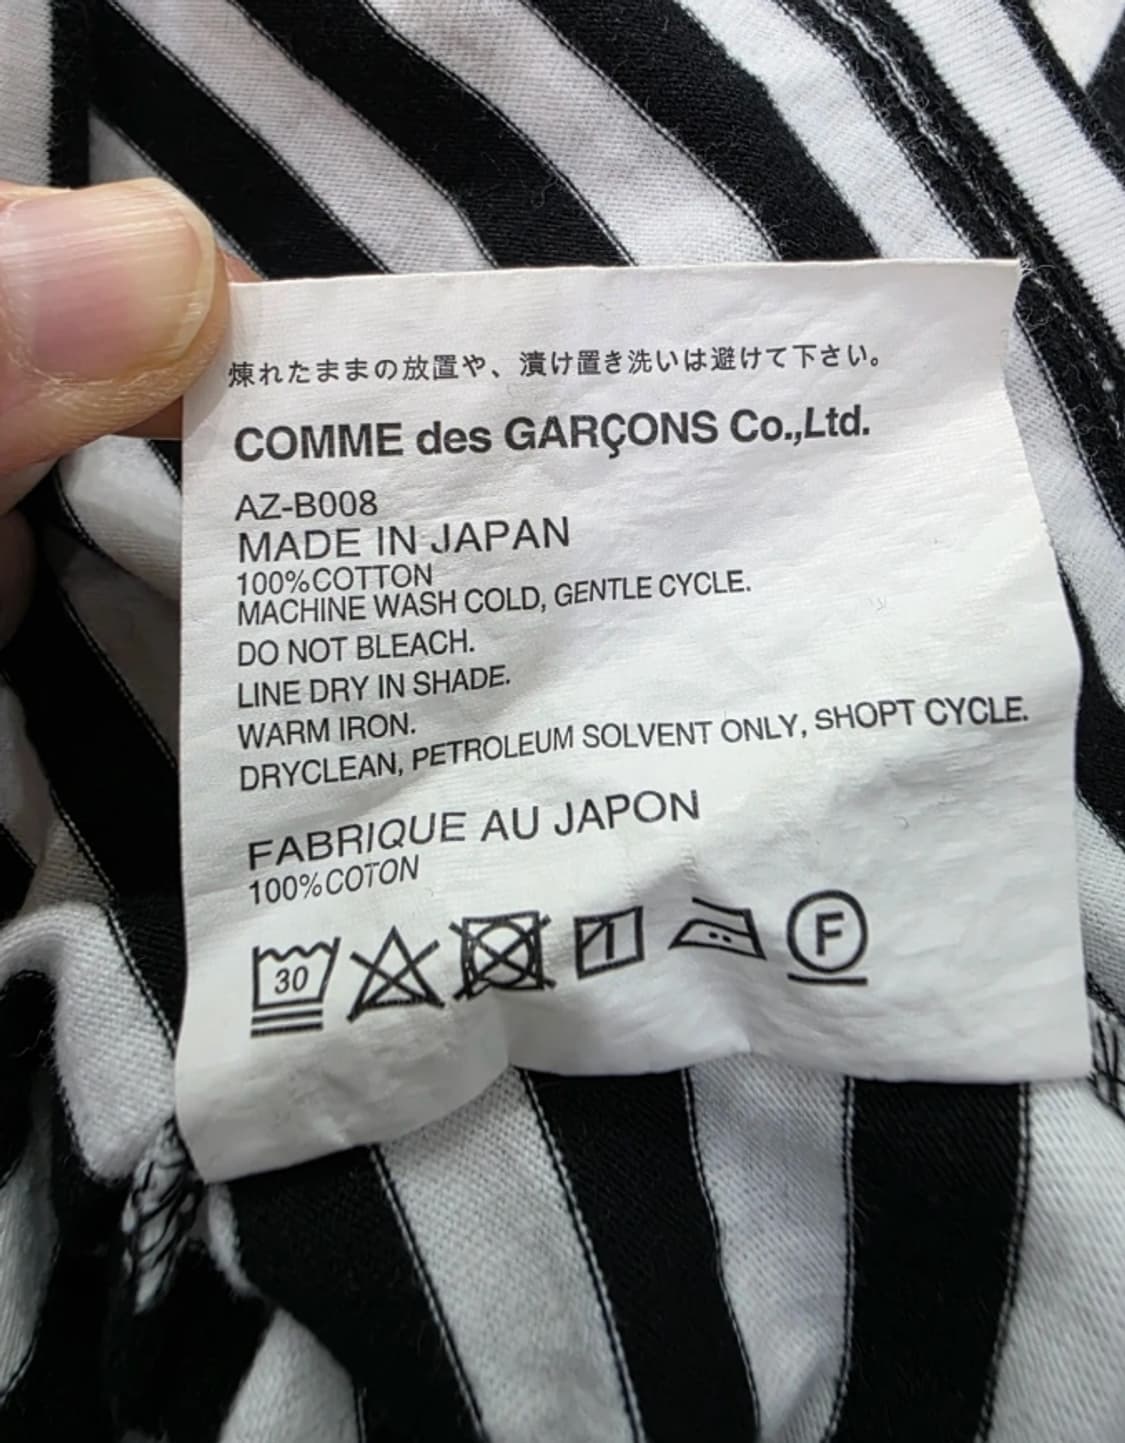 煉れたままの放置や、漬け置き洗いは避けて下さい。
COMME des GARÇONS Co.,Ltd.
AZ-B008
MADE IN JAPAN
100%COTTON
MACHINE WASH COLD, GENTLE CYCLE.
DO NOT BLEACH.
LINE DRY IN SHADE.
WARM IRON.
DRYCLEAN, PETROLEUM SOLVENT ONLY, SHOPT CYCLE.
FABRIQUE AU JAPON
100%COTON
30
F